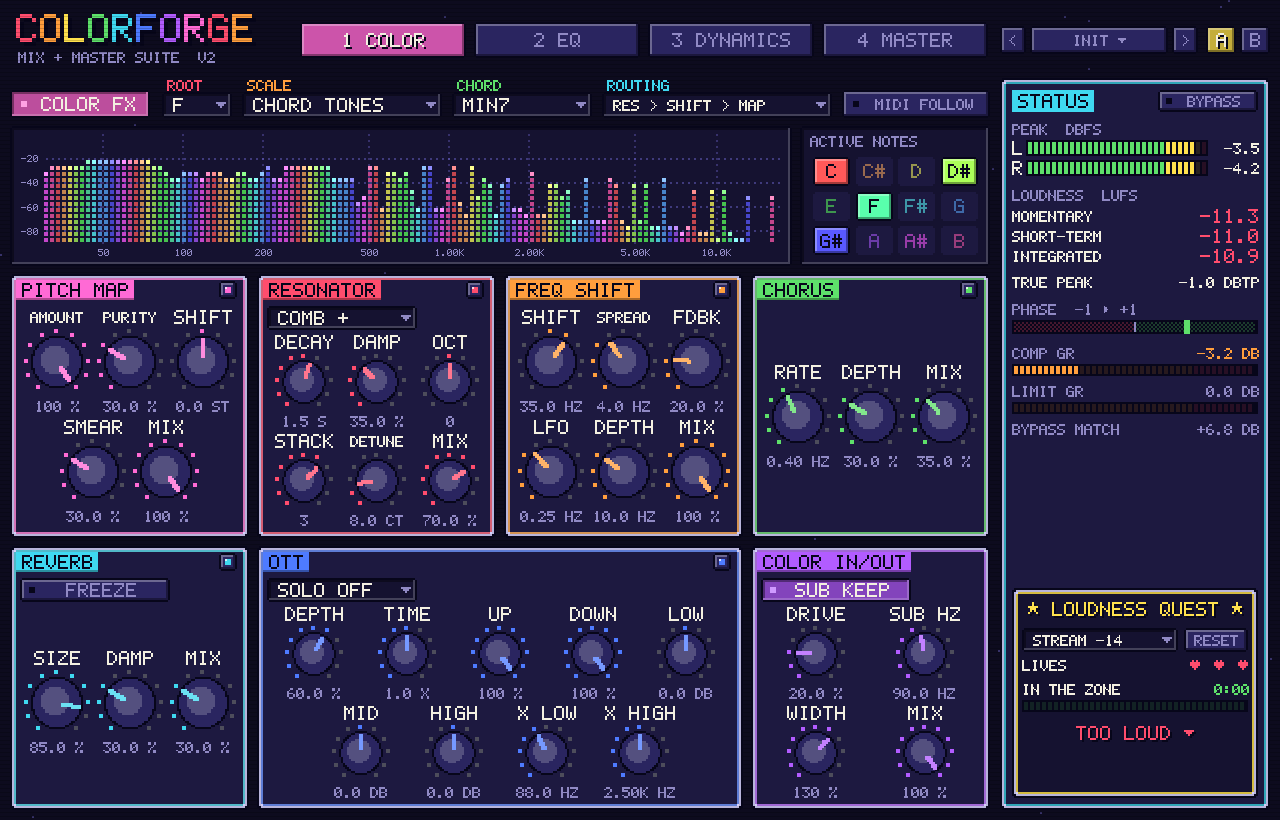 COLORFORGE
MIX + MASTER SUITE V2
1 COLOR
2 EQ
3 DYNAMICS
4 MASTER
< INIT >
A B
COLOR FX
ROOT
F
SCALE
CHORD TONES
CHORD
MIN7
ROUTING
RES > SHIFT > MAP
MIDI FOLLOW
-20
-40
-60
-80
50 100 200 500 1.00K 2.00K 5.00K 10.0K
ACTIVE NOTES
C C# D D#
E F F# G
G# A A# B
PITCH MAP
AMOUNT PURITY SHIFT
100 % 30.0 % 0.0 ST
SMEAR MIX
30.0 % 100 %
RESONATOR
COMB +
DECAY DAMP OCT
1.5 S 35.0 % 0
STACK DETUNE MIX
3 8.0 CT 70.0 %
FREQ SHIFT
SHIFT SPREAD FDBK
35.0 HZ 4.0 HZ 20.0 %
LFO DEPTH MIX
0.25 HZ 10.0 HZ 100 %
CHORUS
RATE DEPTH MIX
0.40 HZ 30.0 % 35.0 %
REVERB
FREEZE
SIZE DAMP MIX
85.0 % 30.0 % 30.0 %
OTT
SOLO OFF
DEPTH TIME UP DOWN LOW
60.0 % 1.0 X 100 % 100 % 0.0 DB
MID HIGH X LOW X HIGH
0.0 DB 0.0 DB 88.0 HZ 2.50K HZ
COLOR IN/OUT
SUB KEEP
DRIVE SUB HZ
20.0 % 90.0 HZ
WIDTH MIX
130 % 100 %
STATUS
BYPASS
PEAK DBFS
L -3.5
R -4.2
LOUDNESS LUFS
MOMENTARY -11.3
SHORT-TERM -11.0
INTEGRATED -10.9
TRUE PEAK -1.0 DBTP
PHASE -1 +1
COMP GR -3.2 DB
LIMIT GR 0.0 DB
BYPASS MATCH +6.8 DB
LOUDNESS QUEST
STREAM -14
RESET
LIVES
IN THE ZONE 0:00
TOO LOUD